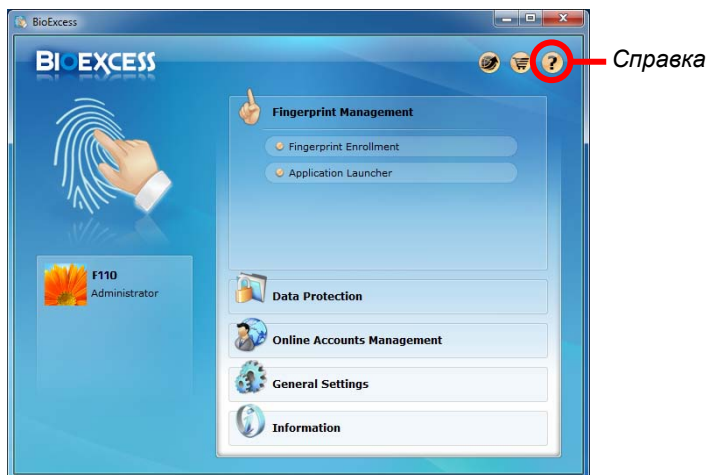 BioExcess
BIOEXCESS
?
Справка
Fingerprint Management
Fingerprint Enrollment
Application Launcher
F110
Administrator
Data Protection
Online Accounts Management
General Settings
Information